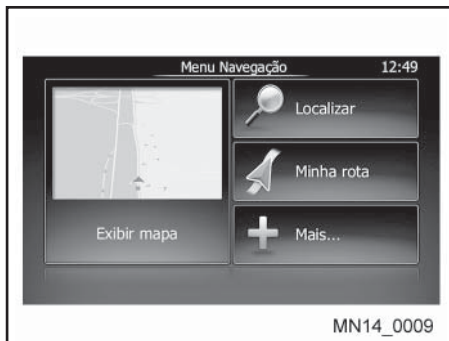 Menu Navegação 12:49
Localizar
Minha rota
Exibir mapa
Mais...
MN14_0009